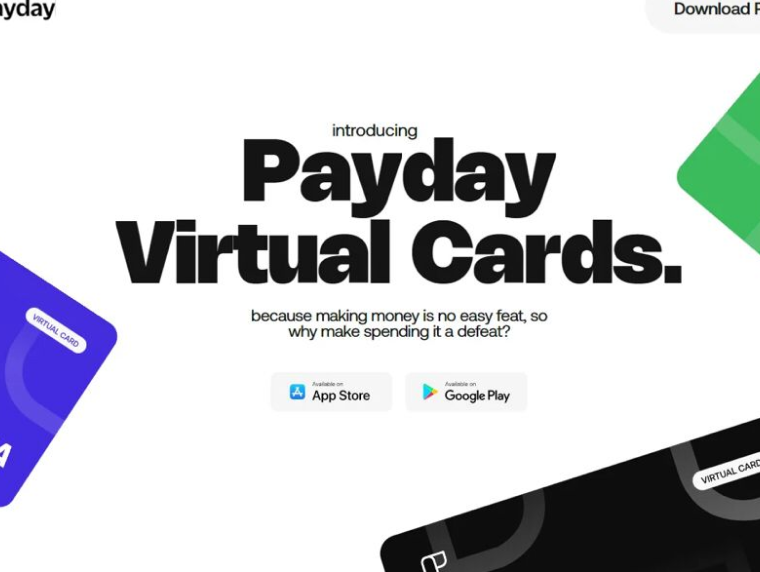 yday
Download P
introducing
Payday
Virtual Cards.
because making money is no easy feat, so
why make spending it a defeat?
Available on
App Store
Available on
Google Play
VIRTUAL CARD
A
VIRTUAL CARD